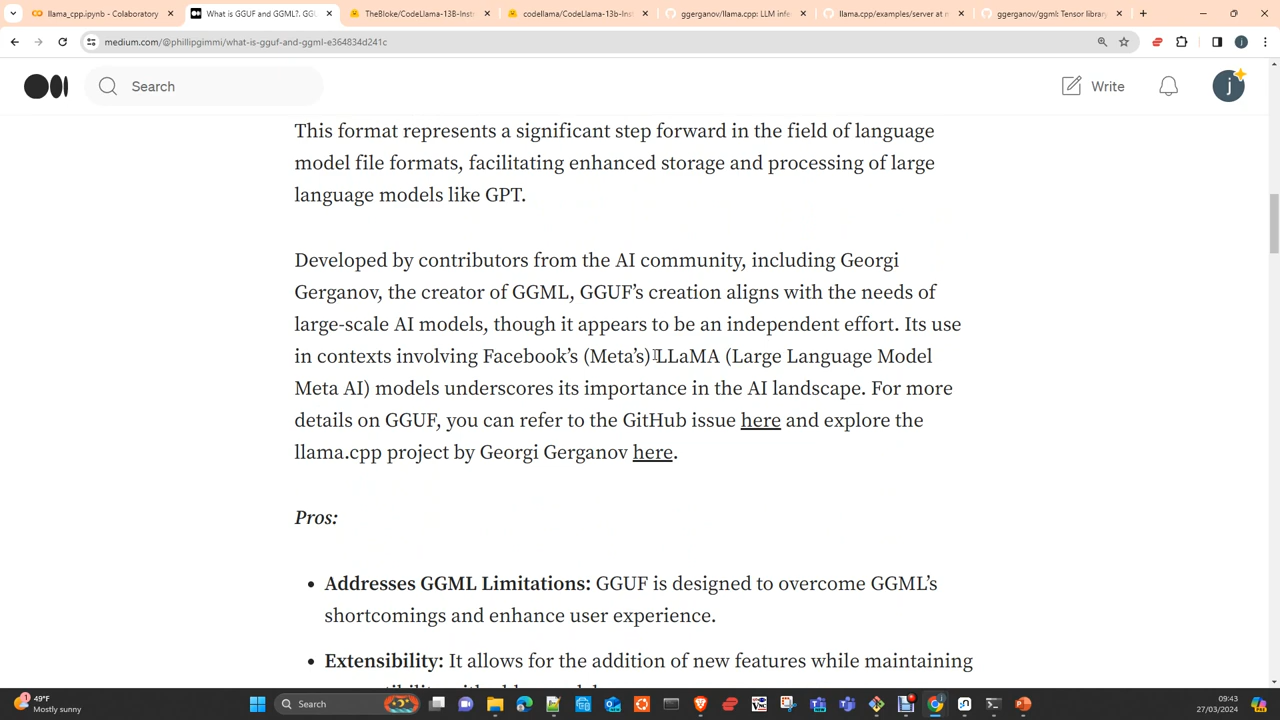 llama_cpp.ipynb - Colaboratory
What is GGUF and GGML?. GGU
TheBloke/CodeLlama-13B-Inst
codellama/CodeLlama-13b-Ins
ggerganov/llama.cpp: LLM infe
llama.cpp/examples/server at m
ggerganov/ggml: Tensor library
medium.com/@phillipgimmi/what-is-gguf-and-ggml-e364834d241c
j
Search
Write
j
This format represents a significant step forward in the field of language
model file formats, facilitating enhanced storage and processing of large
language models like GPT.
Developed by contributors from the AI community, including Georgi
Gerganov, the creator of GGML, GGUF’s creation aligns with the needs of
large-scale AI models, though it appears to be an independent effort. Its use
in contexts involving Facebook’s (Meta’s) LLaMA (Large Language Model
Meta AI) models underscores its importance in the AI landscape. For more
details on GGUF, you can refer to the GitHub issue here and explore the
llama.cpp project by Georgi Gerganov here.
Pros:
• Addresses GGML Limitations: GGUF is designed to overcome GGML’s
shortcomings and enhance user experience.
• Extensibility: It allows for the addition of new features while maintaining
49°F
Mostly sunny
Search
09:43
27/03/2024